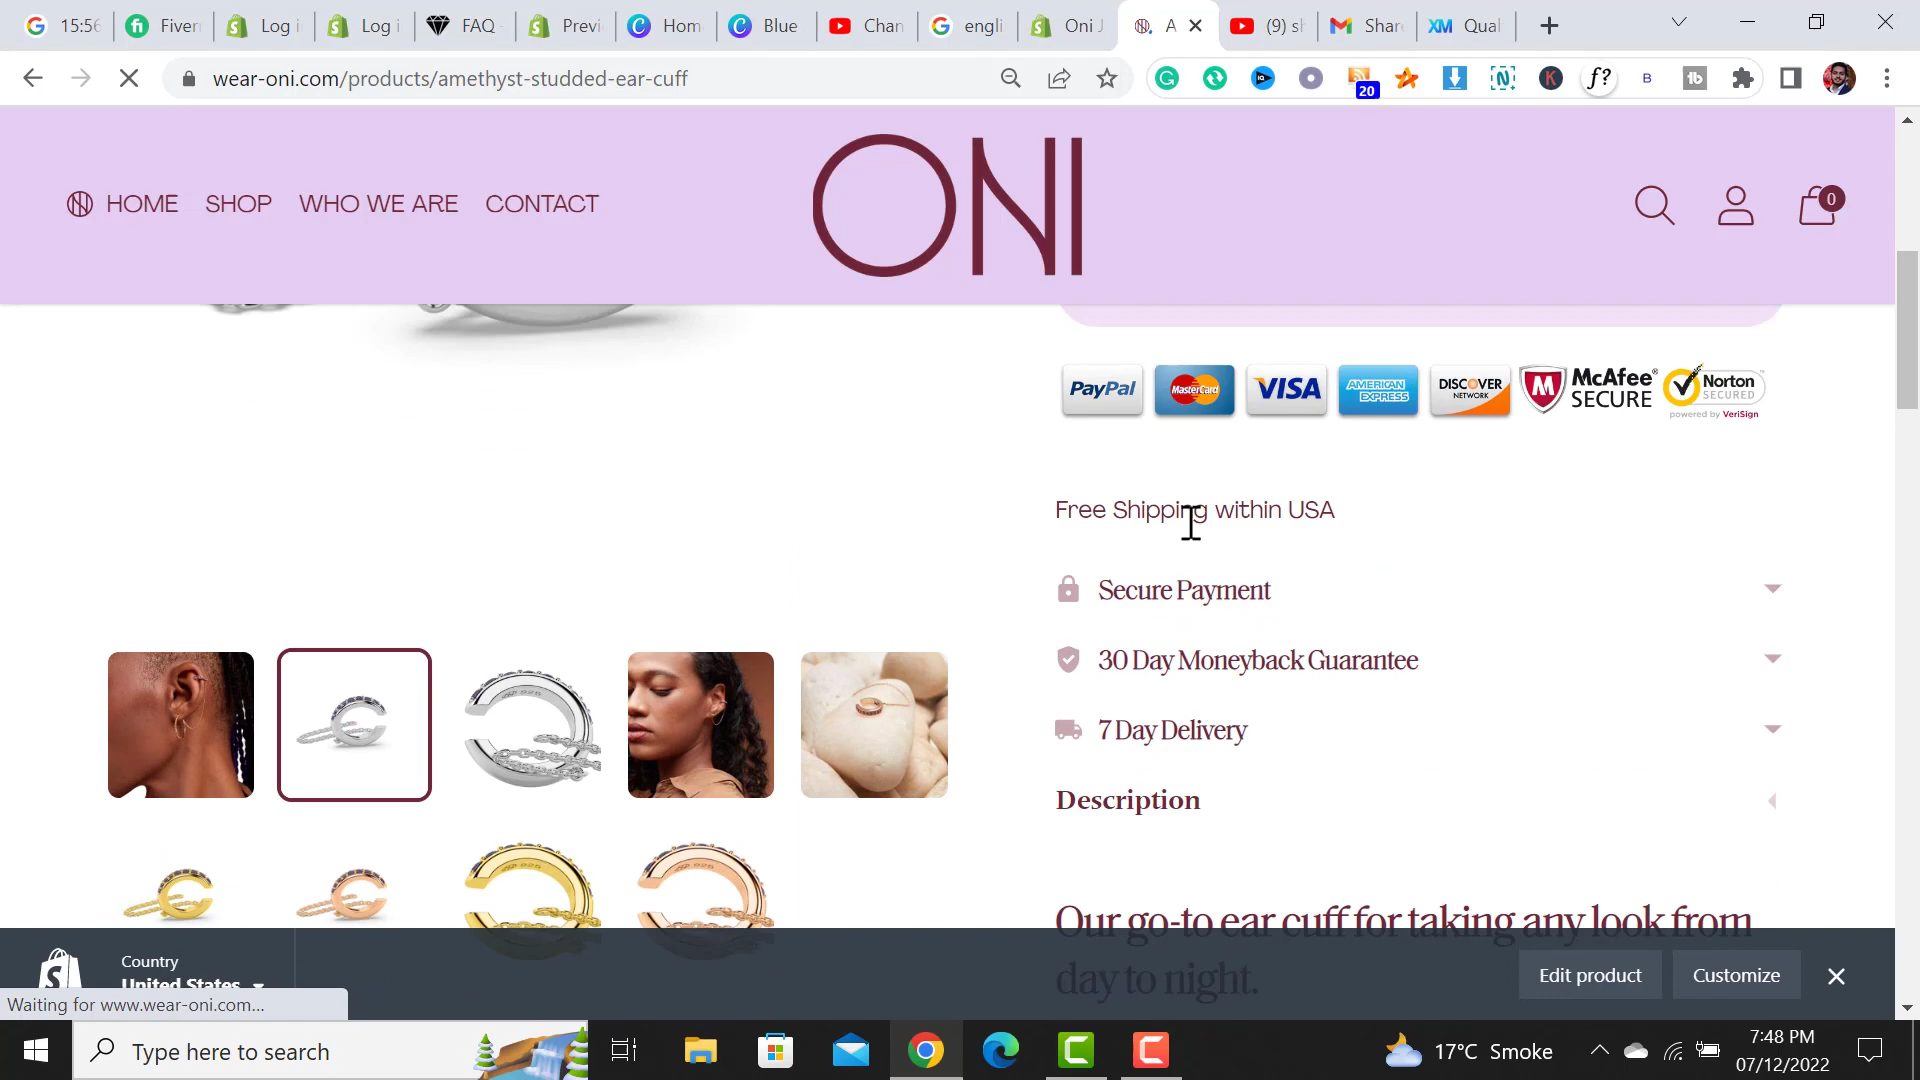 15:56
Fiver
Log i
Log i
FAQ
Previ
Hom
Blue
Chan
engli
Oni J
A
(9) sh
Share
XM Qual
wear-oni.com/products/amethyst-studded-ear-cuff
20
f?
B
tb
HOME SHOP WHO WE ARE CONTACT
ONI
0
PayPal MasterCard VISA AMERICAN EXPRESS DISCOVER NETWORK McAfee SECURE Norton SECURED powered by VeriSign
Free Shipping within USA
Secure Payment
30 Day Moneyback Guarantee
7 Day Delivery
Description
Our go-to ear cuff for taking any look from
day to night.
Country
United States
Edit product
Customize
Waiting for www.wear-oni.com...
Type here to search
17°C Smoke
7:48 PM
07/12/2022